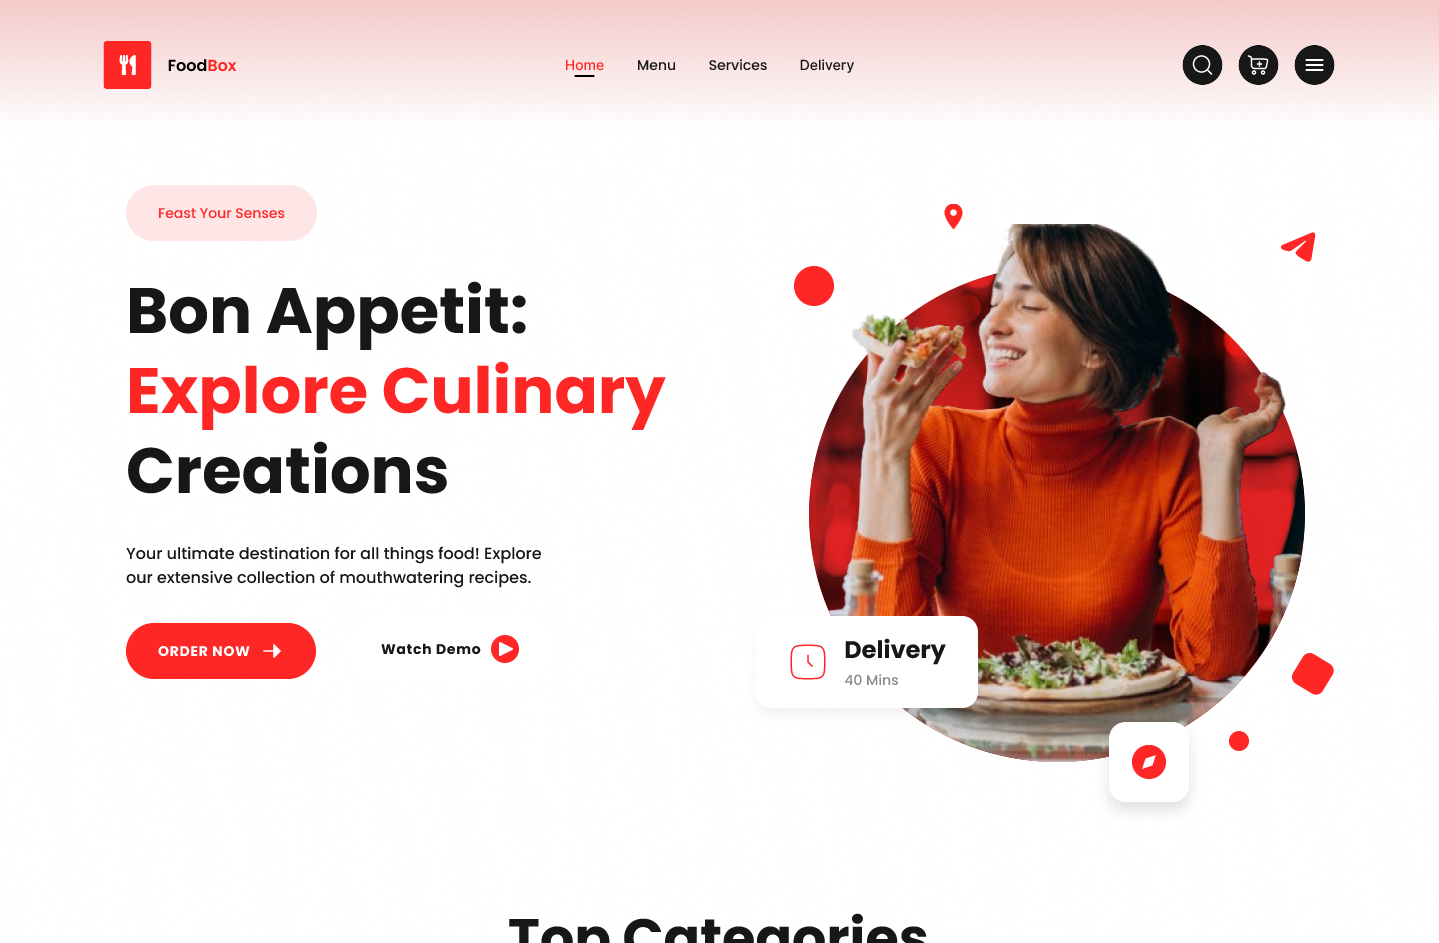 FoodBox
Home
Menu
Services
Delivery
Feast Your Senses
Bon Appetit:
Explore Culinary
Creations
Your ultimate destination for all things food! Explore
our extensive collection of mouthwatering recipes.
ORDER NOW
Watch Demo
Delivery
40 Mins
Top Categories